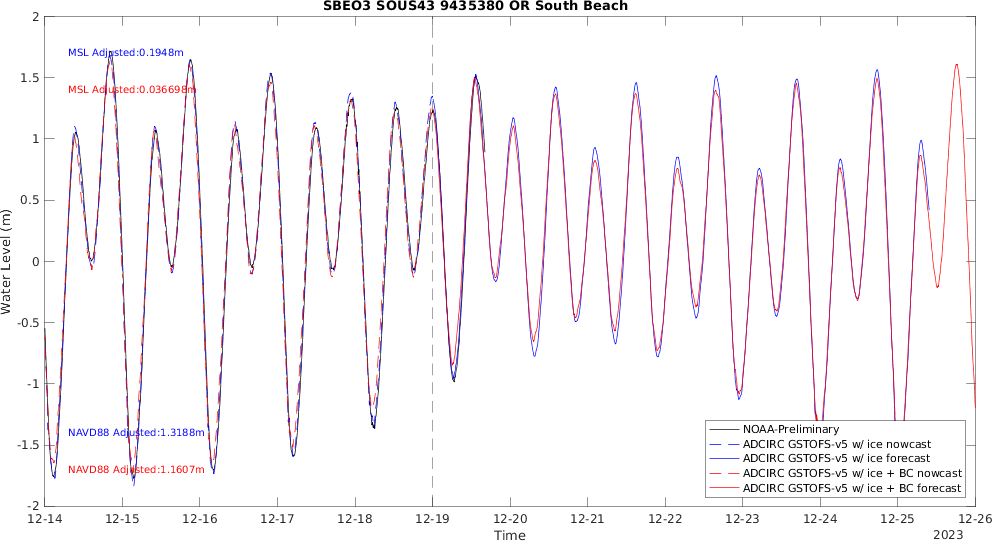 SBEO3 SOUS43 9435380 OR South Beach
2
1.5
1
0.5
0
-0.5
-1
-1.5
-2
Water Level (m)
MSL Adjusted:0.1948m
MSL Adjusted:0.036698m
NAVD88 Adjusted:1.3188m
NAVD88 Adjusted:1.1607m
NOAA-Preliminary
ADCIRC GSTOFS-v5 w/ ice nowcast
ADCIRC GSTOFS-v5 w/ ice forecast
ADCIRC GSTOFS-v5 w/ ice + BC nowcast
ADCIRC GSTOFS-v5 w/ ice + BC forecast
12-14 12-15 12-16 12-17 12-18 12-19 12-20 12-21 12-22 12-23 12-24 12-25 12-26
Time
2023